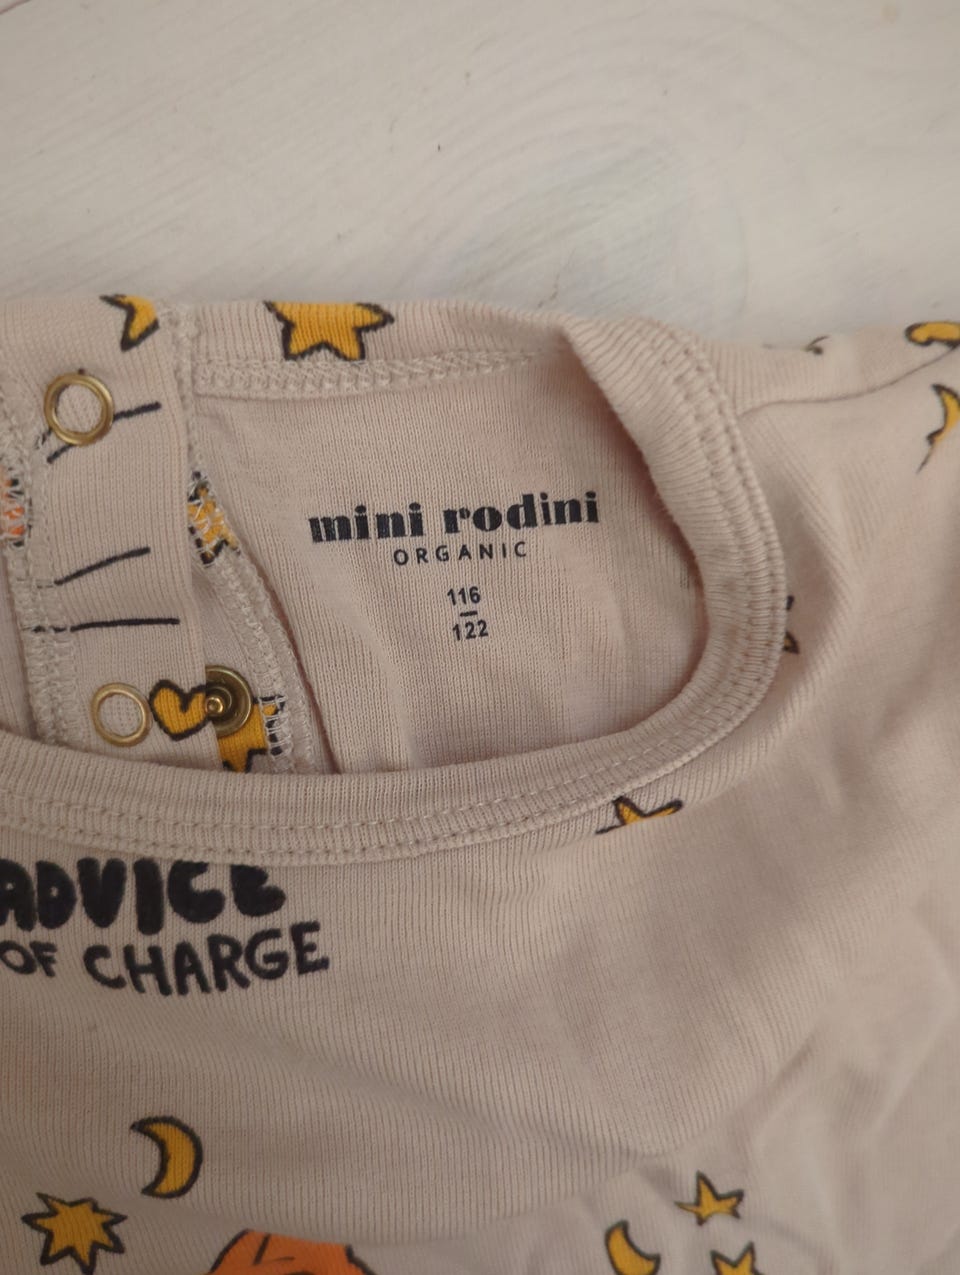 mini rodini
ORGANIC
116
122
ADVICE
OF CHARGE